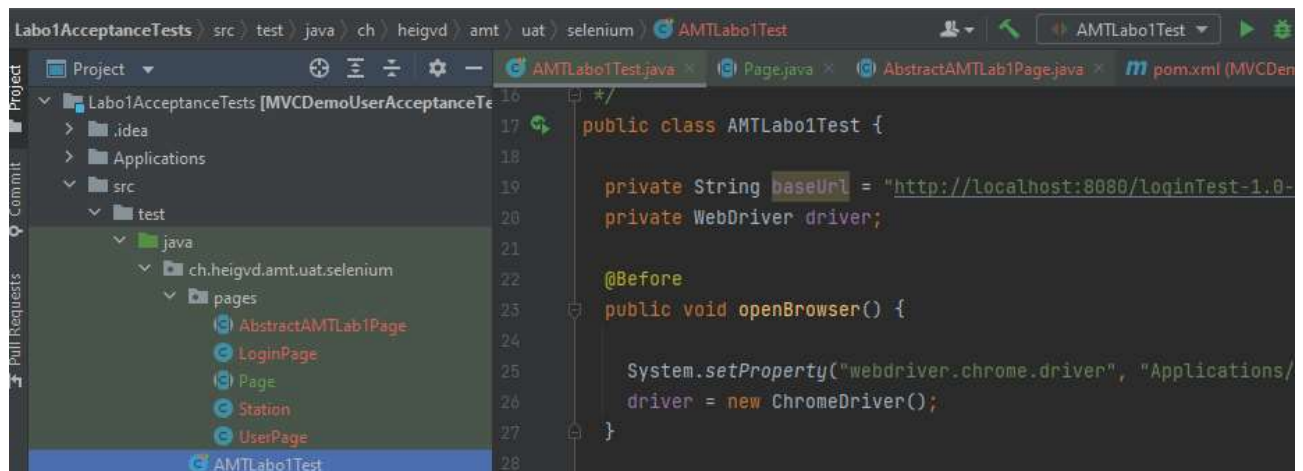 Labo1AcceptanceTests 〉 src 〉 test 〉 java 〉 ch 〉 heigvd 〉 amt 〉 uat 〉 selenium 〉 AMTLabo1Test
AMTLabo1Test
Project
AMTLabo1Test.java
Page.java
AbstractAMTLab1Page.java
pom.xml (MVCDem
Project
Commit
Pull Requests
Labo1AcceptanceTests [MVCDemoUserAcceptanceTe
.idea
Applications
src
test
java
ch.heigvd.amt.uat.selenium
pages
AbstractAMTLab1Page
LoginPage
Page
Station
UserPage
AMTLabo1Test
16 */
17 public class AMTLabo1Test {
18
19 private String baseUrl = "http://localhost:8080/loginTest-1.0-
20 private WebDriver driver;
21
22 @Before
23 public void openBrowser() {
24
25 System.setProperty("webdriver.chrome.driver", "Applications/
26 driver = new ChromeDriver();
27 }
28